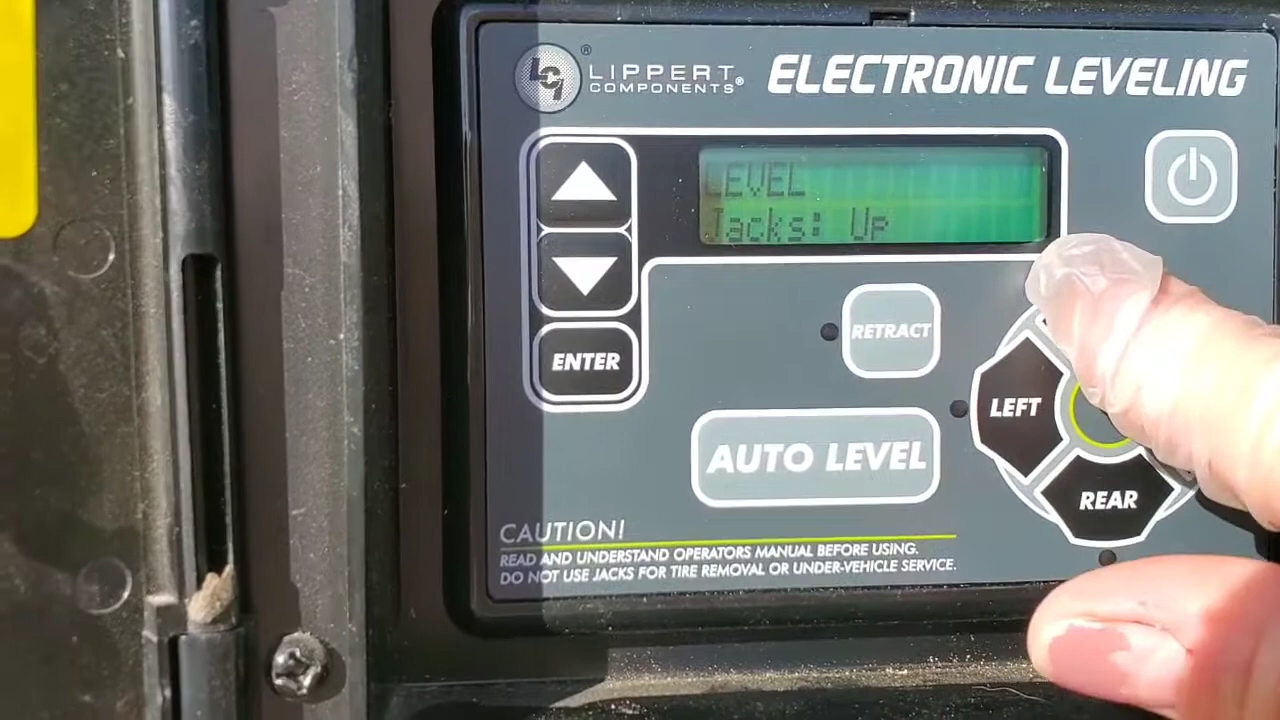 LCI ® LIPPERT COMPONENTS® ELECTRONIC LEVELING
LEVEL
Jacks: Up
RETRACT
ENTER
LEFT
AUTO LEVEL
REAR
CAUTION!
READ AND UNDERSTAND OPERATORS MANUAL BEFORE USING.
DO NOT USE JACKS FOR TIRE REMOVAL OR UNDER-VEHICLE SERVICE.